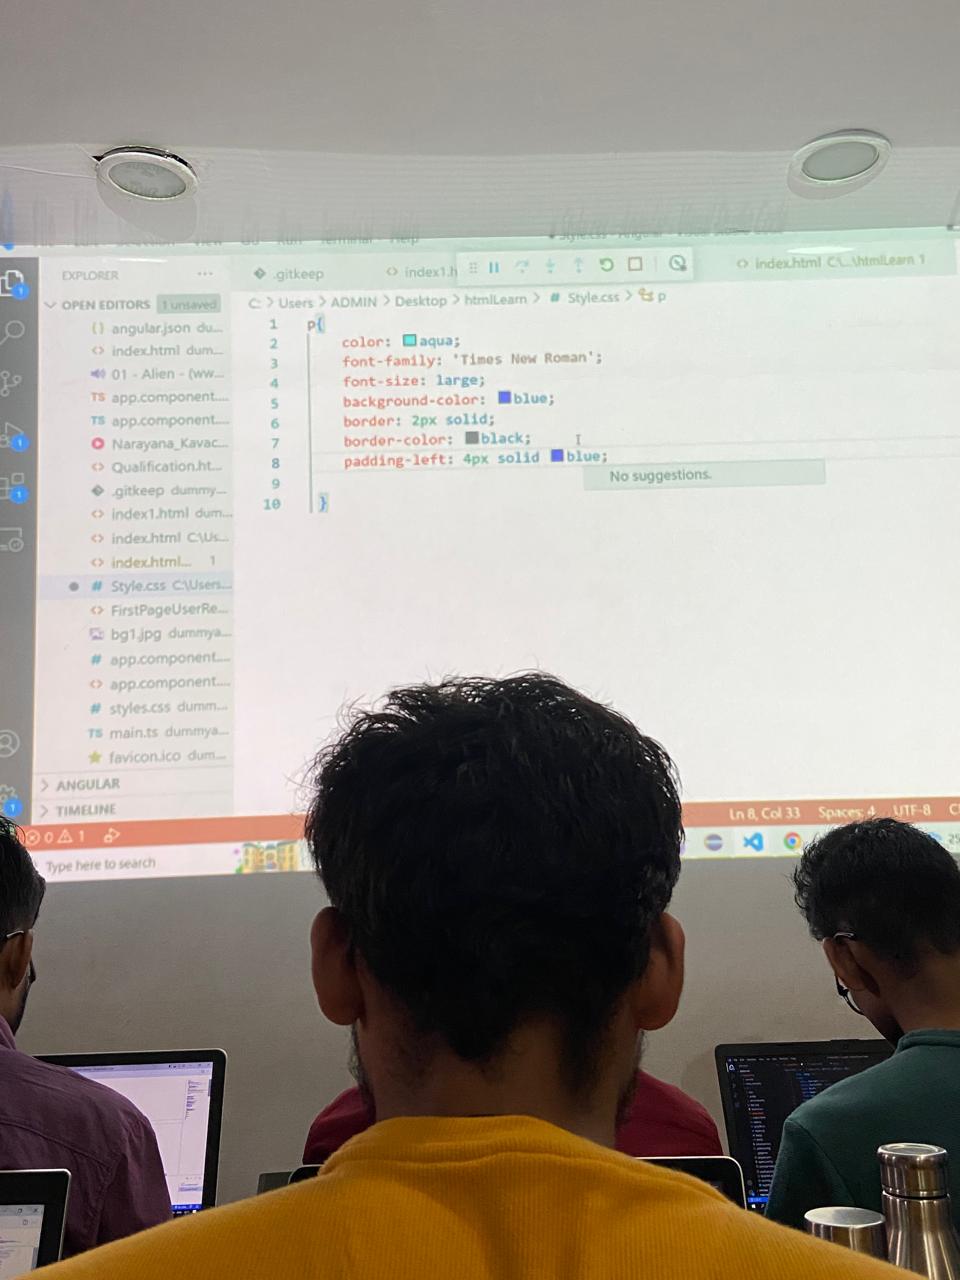 Terminal Help
EXPLORER ...
.gitkeep
index1.h
index.html C:\...\htmlLearn 1
OPEN EDITORS 1 unsaved
C: > Users > ADMIN > Desktop > htmlLearn > # Style.css > p
{} angular.json du...
<> index.html dum...
01 - Alien - (ww...
TS app.component....
TS app.component....
Narayana_Kavac...
<> Qualification.ht...
.gitkeep dummy...
<> index1.html dum...
<> index.html C:\Us...
<> index.html... 1
# Style.css C:\Users...
<> FirstPageUserRe...
bg1.jpg dummya...
# app.component....
<> app.component....
# styles.css dumm...
TS main.ts dummya...
favicon.ico dum...
ANGULAR
TIMELINE
1 p{
2 color: aqua;
3 font-family: 'Times New Roman';
4 font-size: large;
5 background-color: blue;
6 border: 2px solid;
7 border-color: black;
8 padding-left: 4px solid blue;
9
10 }
No suggestions.
0 1
Ln 8, Col 33 Spaces: 4 UTF-8
Type here to search